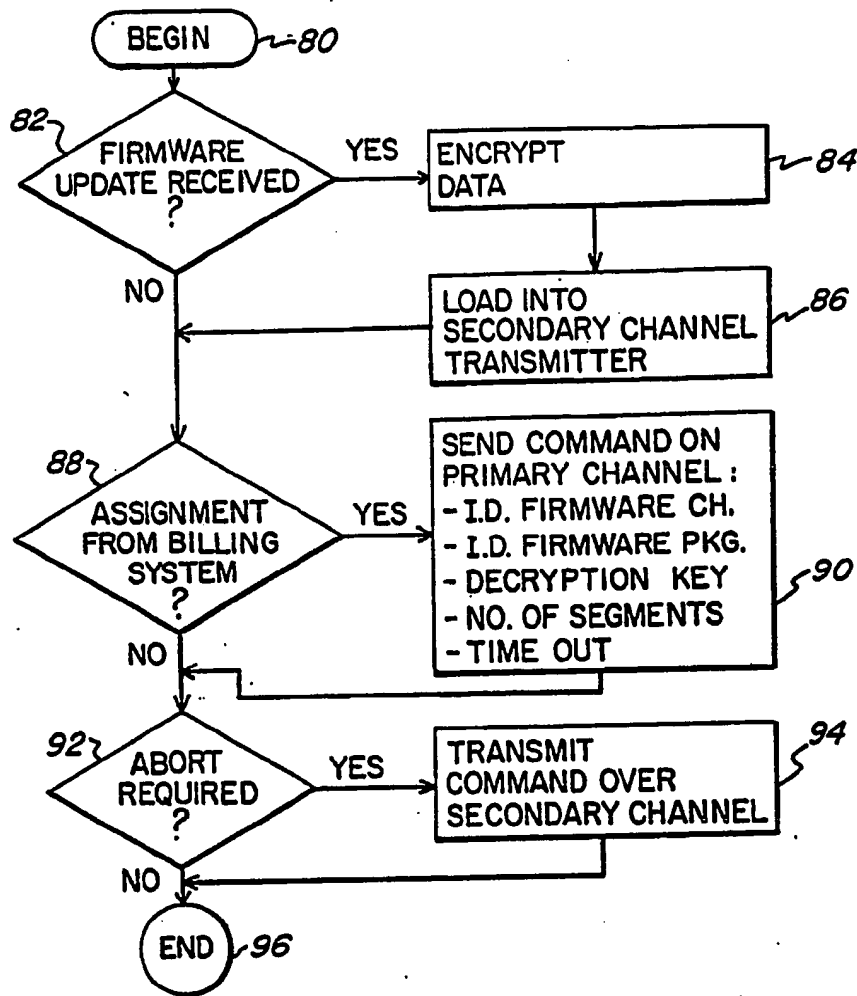 BEGIN
80
82
FIRMWARE
UPDATE RECEIVED
?
YES
ENCRYPT
DATA
84
NO
LOAD INTO
SECONDARY CHANNEL
TRANSMITTER
86
88
ASSIGNMENT
FROM BILLING
SYSTEM
?
YES
SEND COMMAND ON
PRIMARY CHANNEL :
- I.D. FIRMWARE CH.
- I.D. FIRMWARE PKG.
- DECRYPTION KEY
- NO. OF SEGMENTS
- TIME OUT
90
NO
92
ABORT
REQUIRED
?
YES
TRANSMIT
COMMAND OVER
SECONDARY CHANNEL
94
NO
END
96